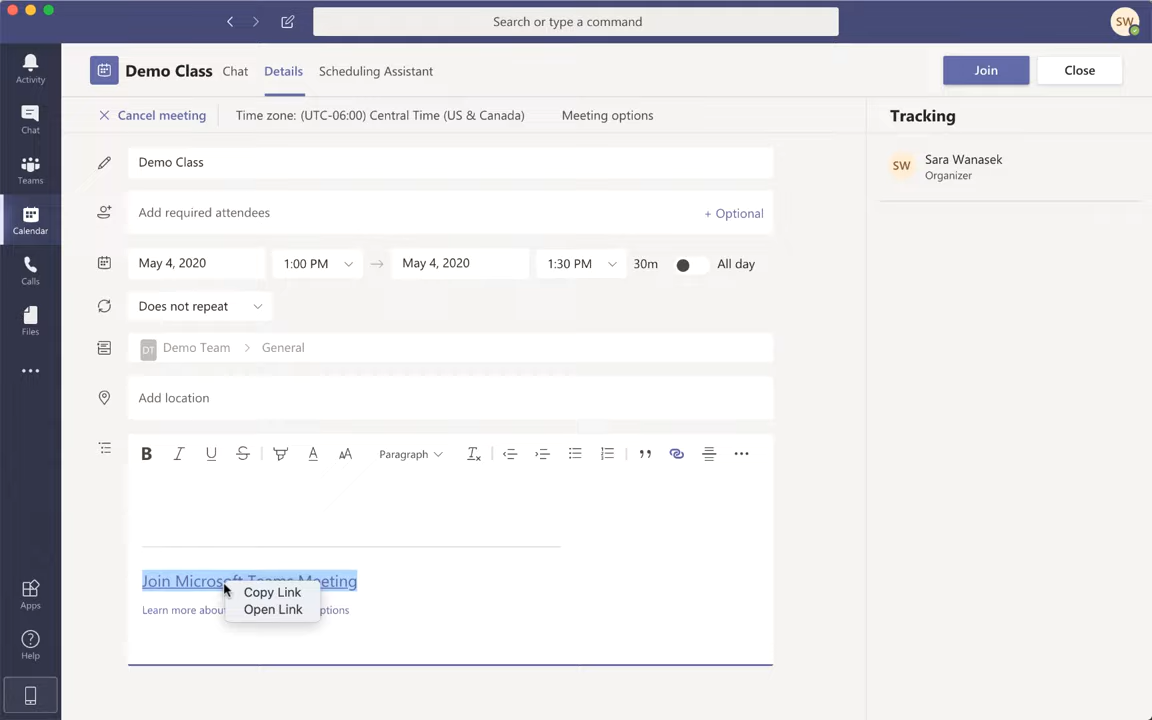 Search or type a command
SW
Activity
Chat
Teams
Calendar
Calls
Files
Apps
Help
Demo Class Chat Details Scheduling Assistant
Join Close
Cancel meeting Time zone: (UTC-06:00) Central Time (US & Canada) Meeting options
Demo Class
Add required attendees + Optional
May 4, 2020 1:00 PM → May 4, 2020 1:30 PM 30m All day
Does not repeat
DT Demo Team > General
Add location
B I U S A AA Paragraph Tx
Join Microsoft Teams Meeting
Learn more
Copy Link
Open Link
Tracking
SW Sara Wanasek
Organizer